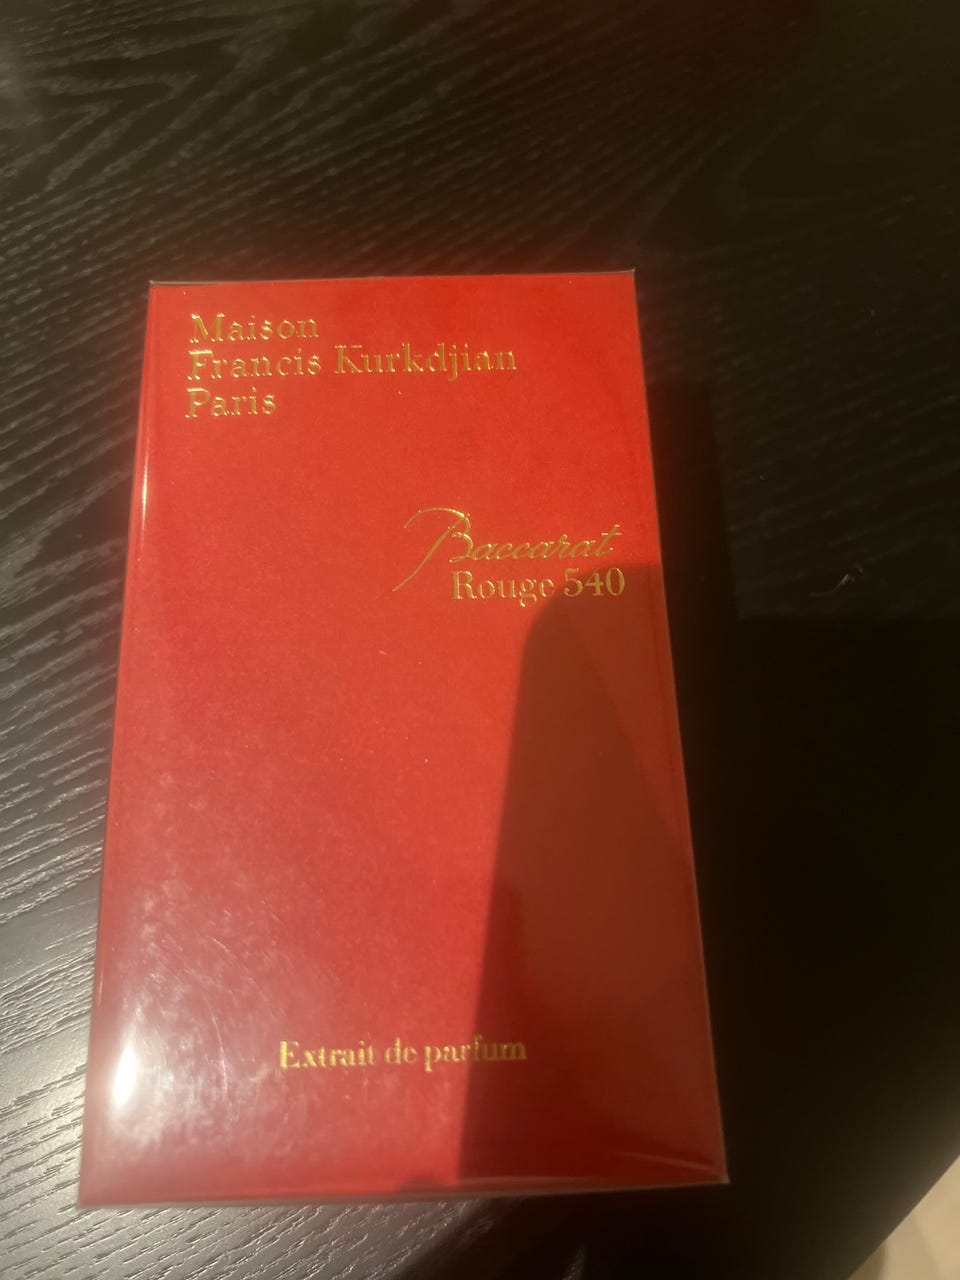 Maison
Francis Kurkdjian
Paris
Baccarat
Rouge 540
Extrait de parfum